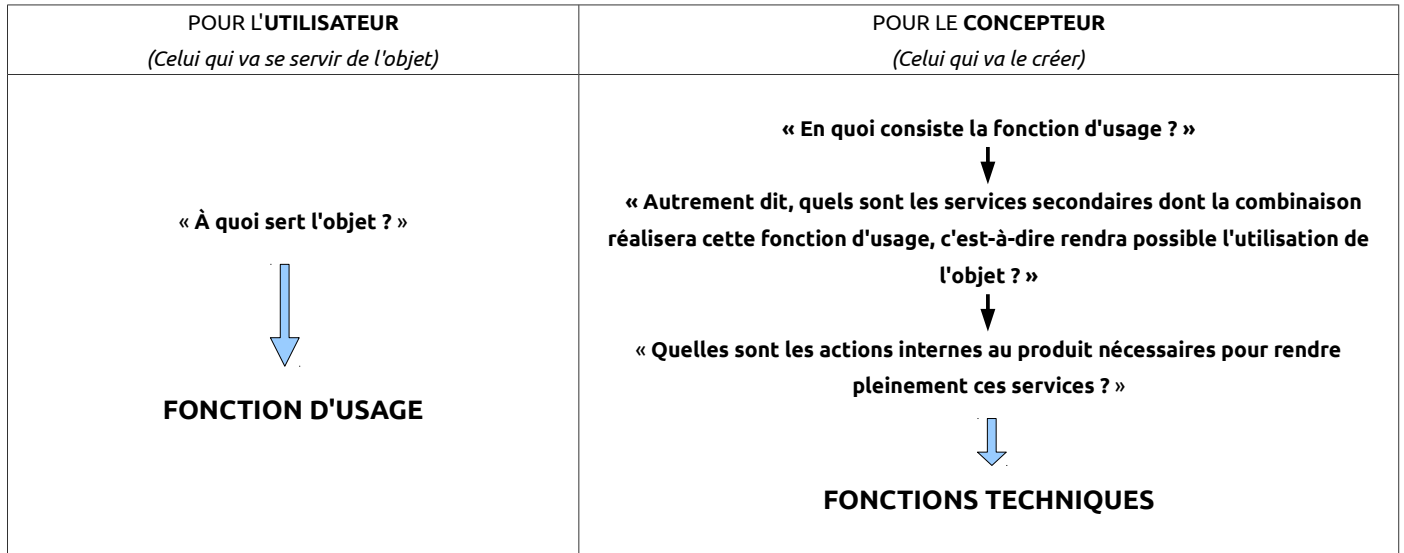 POUR L'UTILISATEUR
(Celui qui va se servir de l'objet)
« À quoi sert l'objet ? »
FONCTION D'USAGE
POUR LE CONCEPTEUR
(Celui qui va le créer)
« En quoi consiste la fonction d'usage ? »
« Autrement dit, quels sont les services secondaires dont la combinaison
réalisera cette fonction d'usage, c'est-à-dire rendra possible l'utilisation de
l'objet ? »
« Quelles sont les actions internes au produit nécessaires pour rendre
pleinement ces services ? »
FONCTIONS TECHNIQUES